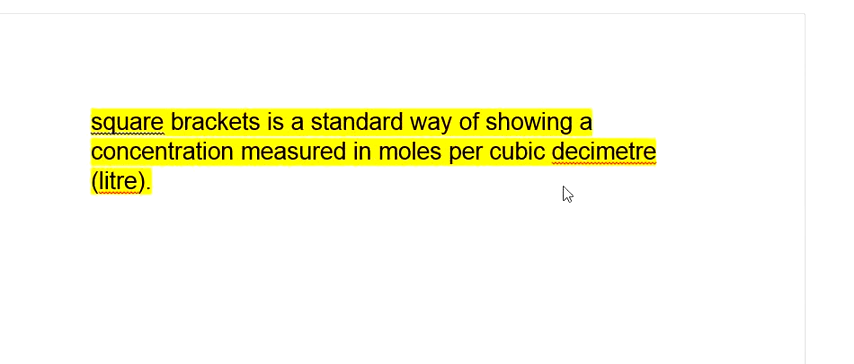 square brackets is a standard way of showing a
concentration measured in moles per cubic decimetre
(litre).